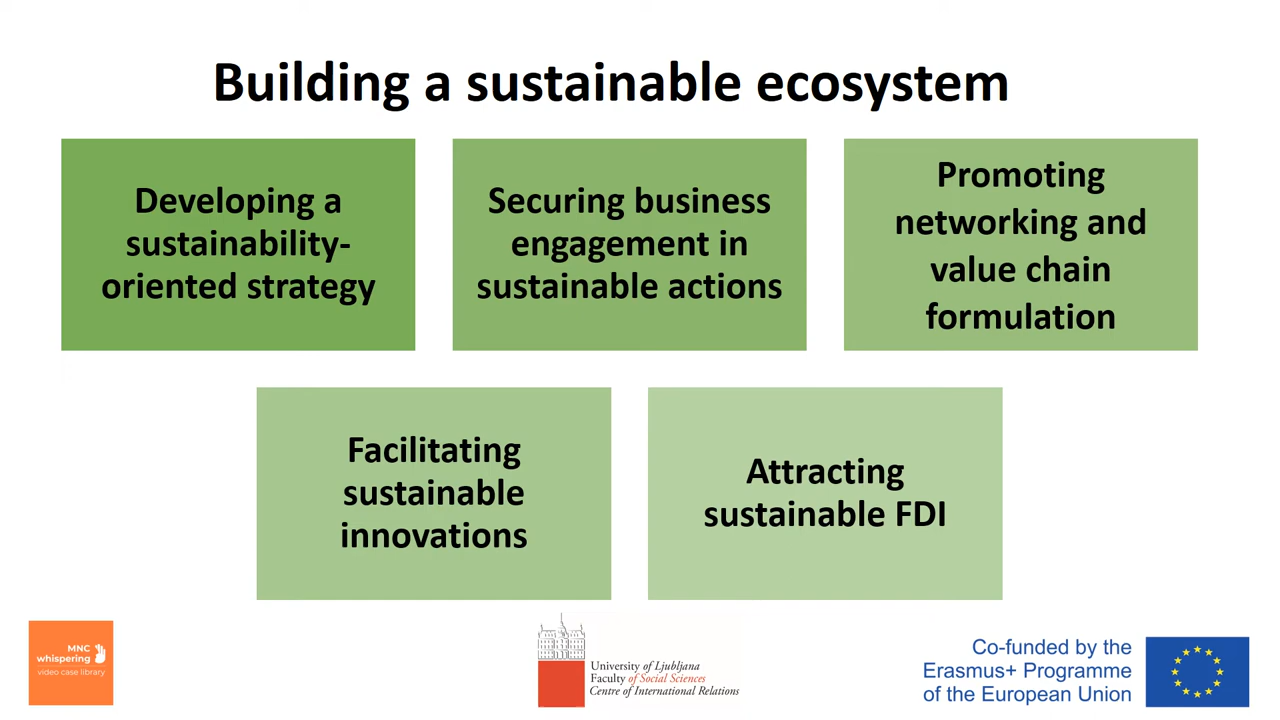 Building a sustainable ecosystem
Developing a
sustainability-
oriented strategy
Securing business
engagement in
sustainable actions
Promoting
networking and
value chain
formulation
Facilitating
sustainable
innovations
Attracting
sustainable FDI
MNC
whispering
video case library
University of Ljubljana
Faculty of Social Sciences
Centre of International Relations
Co-funded by the
Erasmus+ Programme
of the European Union